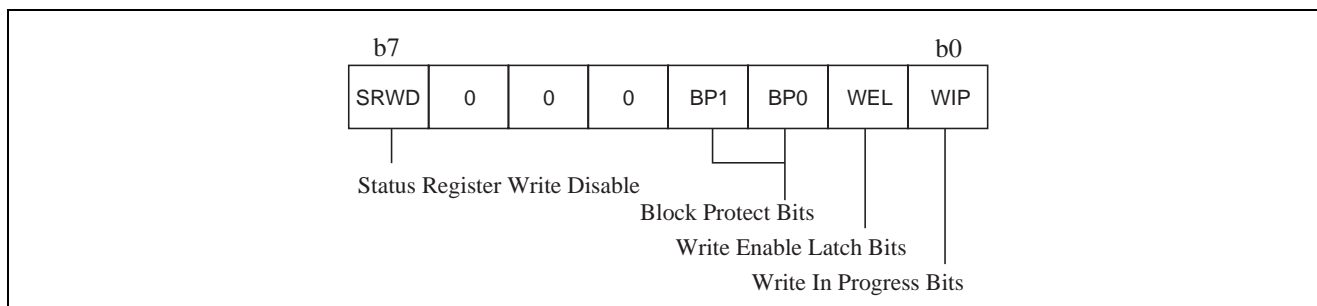 b7 b0
SRWD 0 0 0 BP1 BP0 WEL WIP
Status Register Write Disable
Block Protect Bits
Write Enable Latch Bits
Write In Progress Bits